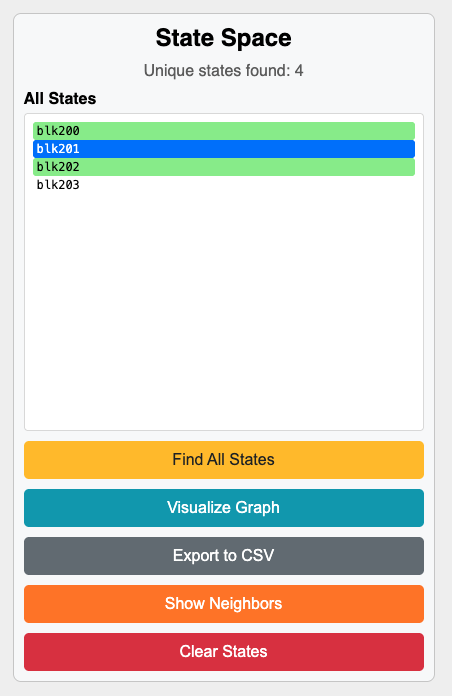 State Space
Unique states found: 4
All States
blk200
blk201
blk202
blk203
Find All States
Visualize Graph
Export to CSV
Show Neighbors
Clear States